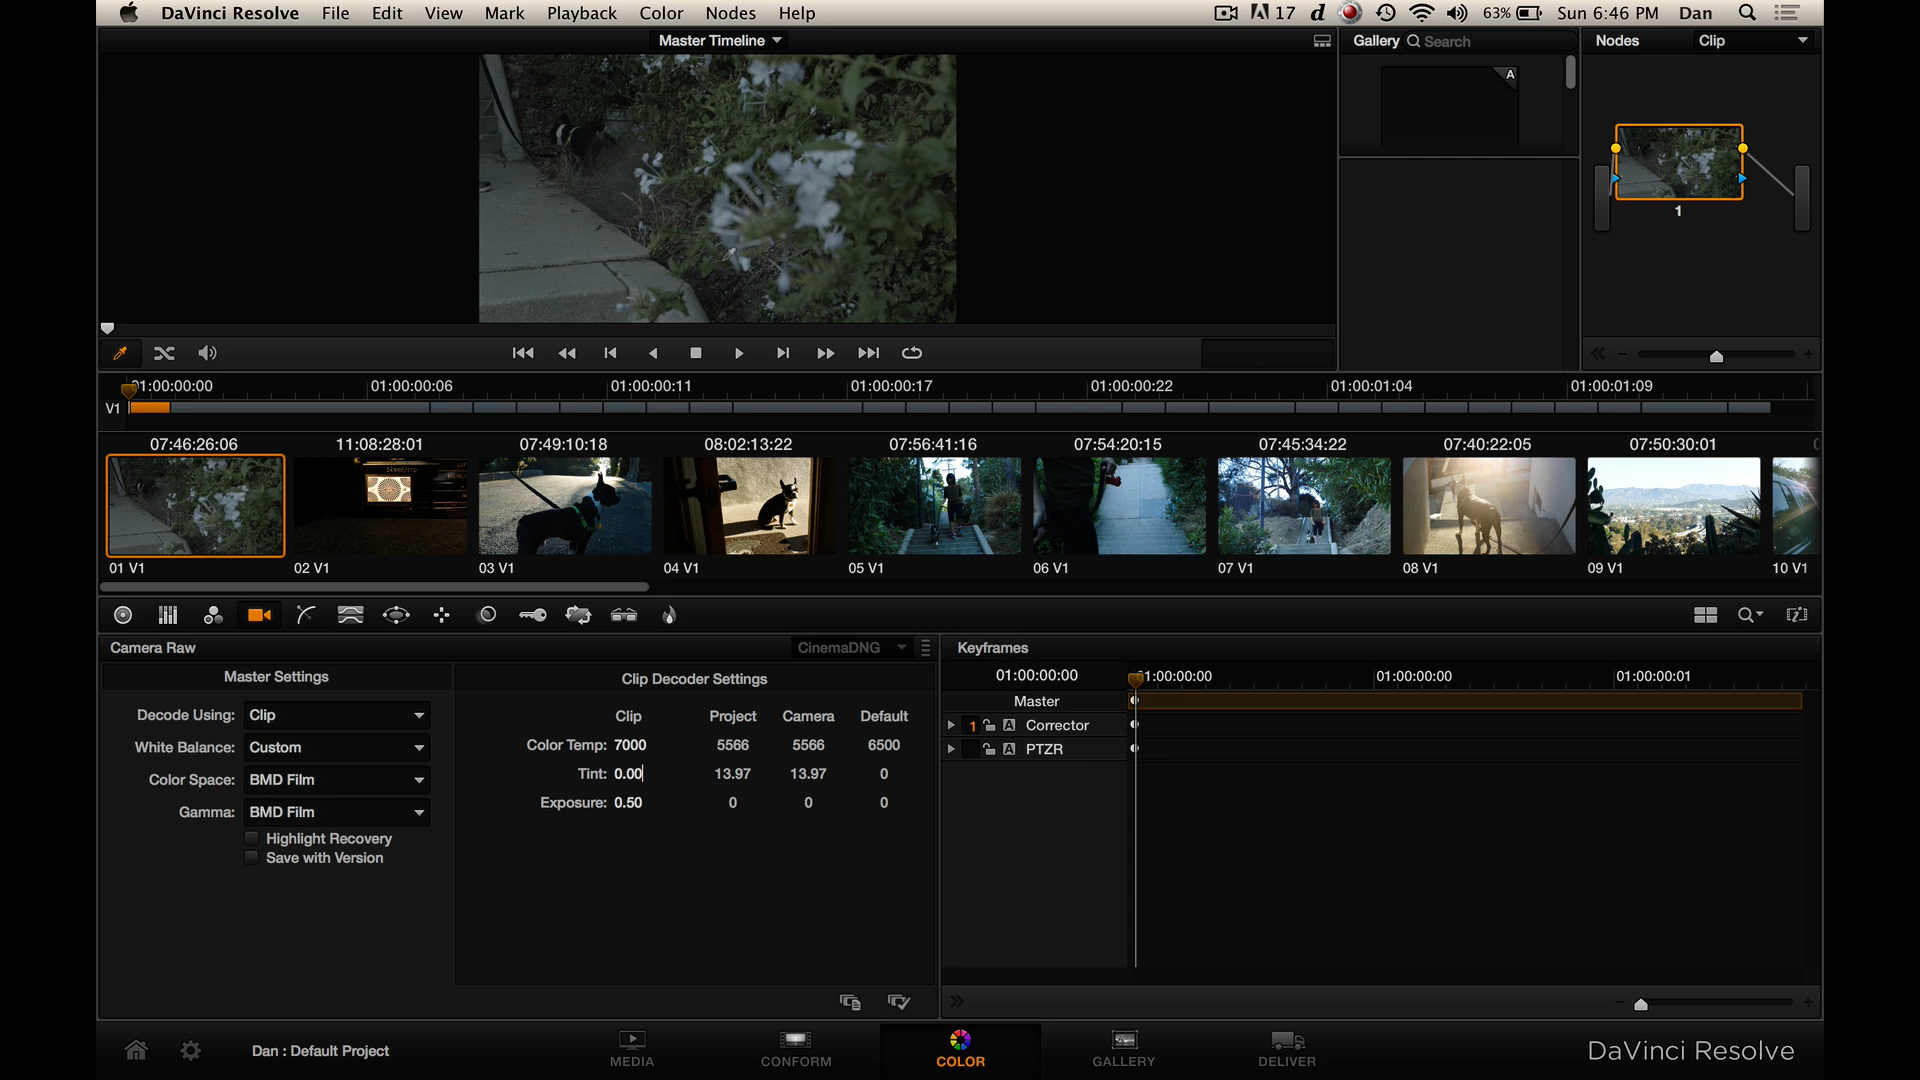 DaVinci Resolve File Edit View Mark Playback Color Nodes Help 17 d 63% Sun 6:46 PM Dan
Master Timeline
Gallery Search
Nodes Clip
A
1
01:00:00:00 01:00:00:06 01:00:00:11 01:00:00:17 01:00:00:22 01:00:01:04 01:00:01:09
V1
07:46:26:06 11:08:28:01 07:49:10:18 08:02:13:22 07:56:41:16 07:54:20:15 07:45:34:22 07:40:22:05 07:50:30:01
01 V1 02 V1 03 V1 04 V1 05 V1 06 V1 07 V1 08 V1 09 V1 10 V1
Camera Raw CinemaDNG
Master Settings
Decode Using: Clip
White Balance: Custom
Color Space: BMD Film
Gamma: BMD Film
Highlight Recovery
Save with Version
Clip Decoder Settings
Clip Project Camera Default
Color Temp: 7000 5566 5566 6500
Tint: 0.00 13.97 13.97 0
Exposure: 0.50 0 0 0
Keyframes
01:00:00:00 01:00:00:00 01:00:00:00 01:00:00:01
Master
1 A Corrector
A PTZR
Dan : Default Project
MEDIA CONFORM COLOR GALLERY DELIVER
DaVinci Resolve